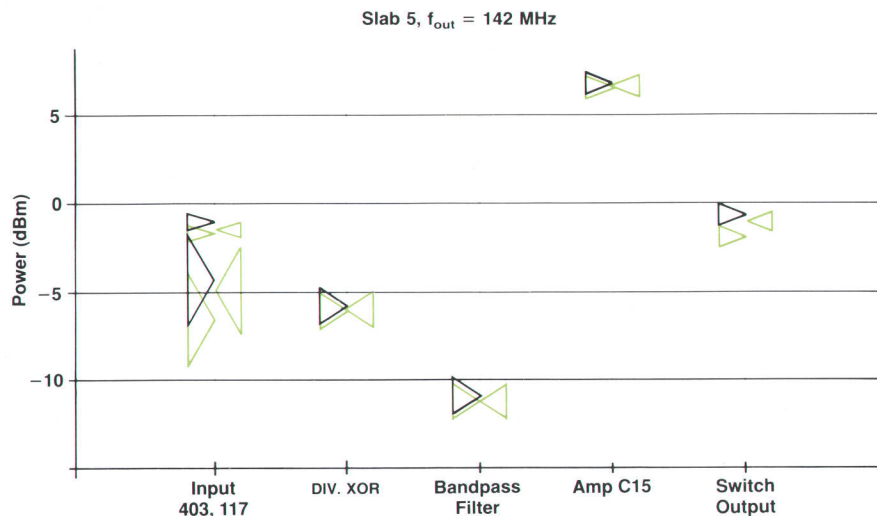 Slab 5, fout = 142 MHz
Power (dBm)
5
0
−5
−10
Input
403, 117
DIV. XOR
Bandpass
Filter
Amp C15
Switch
Output